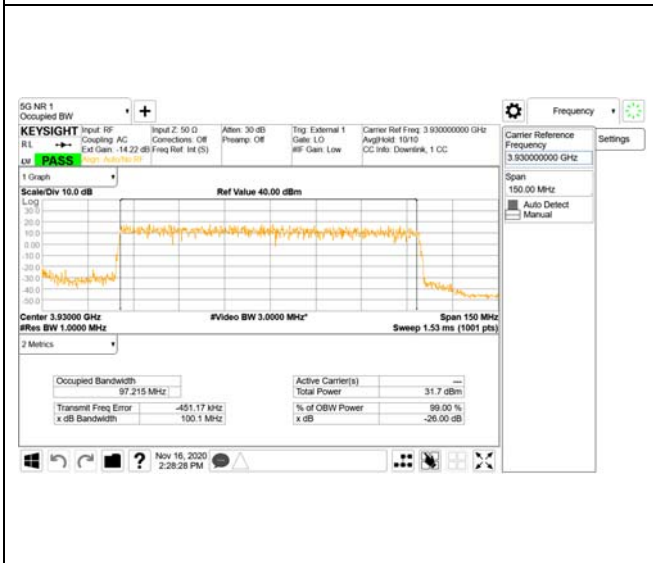 5G NR 1
Occupied BW
Frequency
KEYSIGHT
Input: RF
Input Z: 50 Ω
Atten: 30 dB
Trig: External 1
Carrier Ref Freq: 3.930000000 GHz
RL
Coupling: AC
Corrections: Off
Preamp: Off
Gate: LO
Avg|Hold: 10/10
Ext Gain: -14.22 dB
Freq Ref: Int (S)
#IF Gain: Low
CC Info: Downlink, 1 CC
PASS
Align: Auto/No RF
Carrier Reference
Frequency
3.930000000 GHz
Settings
Span
150.00 MHz
Auto Detect
Manual
1 Graph
Scale/Div 10.0 dB
Ref Value 40.00 dBm
Log
30.0
20.0
10.0
0.00
-10.0
-20.0
-30.0
-40.0
-50.0
Center 3.93000 GHz
#Video BW 3.0000 MHz*
Span 150 MHz
#Res BW 1.0000 MHz
Sweep 1.53 ms (1001 pts)
2 Metrics
Occupied Bandwidth
97.215 MHz
Active Carrier(s)
---
Total Power
31.7 dBm
Transmit Freq Error
-451.17 kHz
% of OBW Power
99.00 %
x dB Bandwidth
100.1 MHz
x dB
-26.00 dB
?
Nov 16, 2020
2:28:28 PM